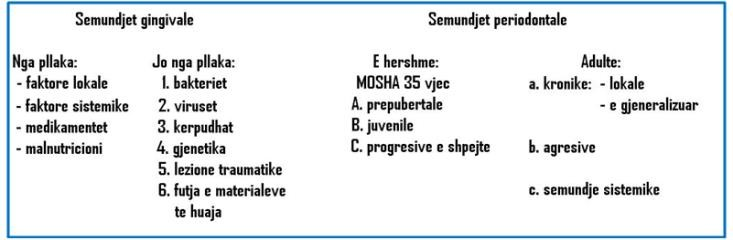 Semundjet gingivale
Nga pllaka:
- faktore lokale
- faktore sistemike
- medikamentet
- malnutricioni
Jo nga pllaka:
1. bakteriet
2. viruset
3. kerpudhat
4. gjenetika
5. lezione traumatike
6. futja e materialeve
te huaja
Semundjet periodontale
E hershme:
MOSHA 35 vjec
A. prepubertale
B. juvenile
C. progresive e shpejte
Adulte:
a. kronike: - lokale
- e gjeneralizuar
b. agresive
c. semundje sistemike